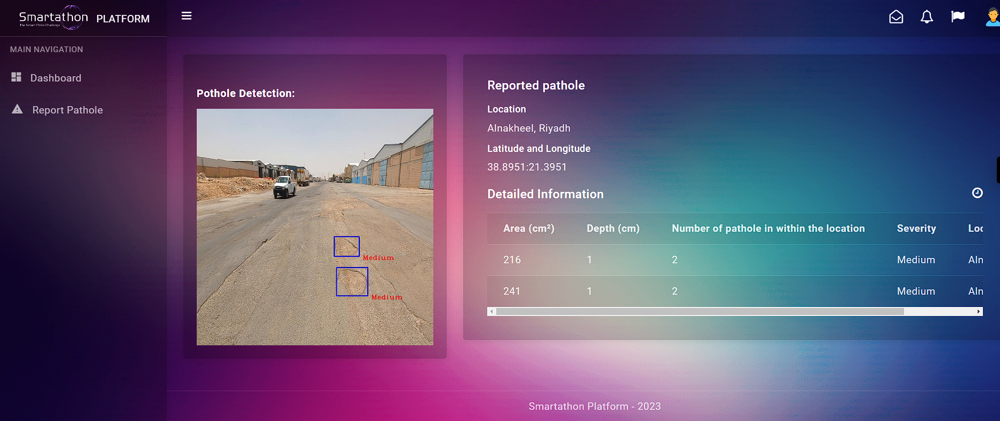 Smartathon
The Smart Cities Challenge
PLATFORM
MAIN NAVIGATION
Dashboard
Report Pathole
Pothole Detetction:
Medium
Medium
Reported pathole
Location
Alnakheel, Riyadh
Latitude and Longitude
38.8951:21.3951
Detailed Information
Area (cm²) Depth (cm) Number of pathole in within the location Severity Loc
216 1 2 Medium Aln
241 1 2 Medium Aln
Smartathon Platform - 2023